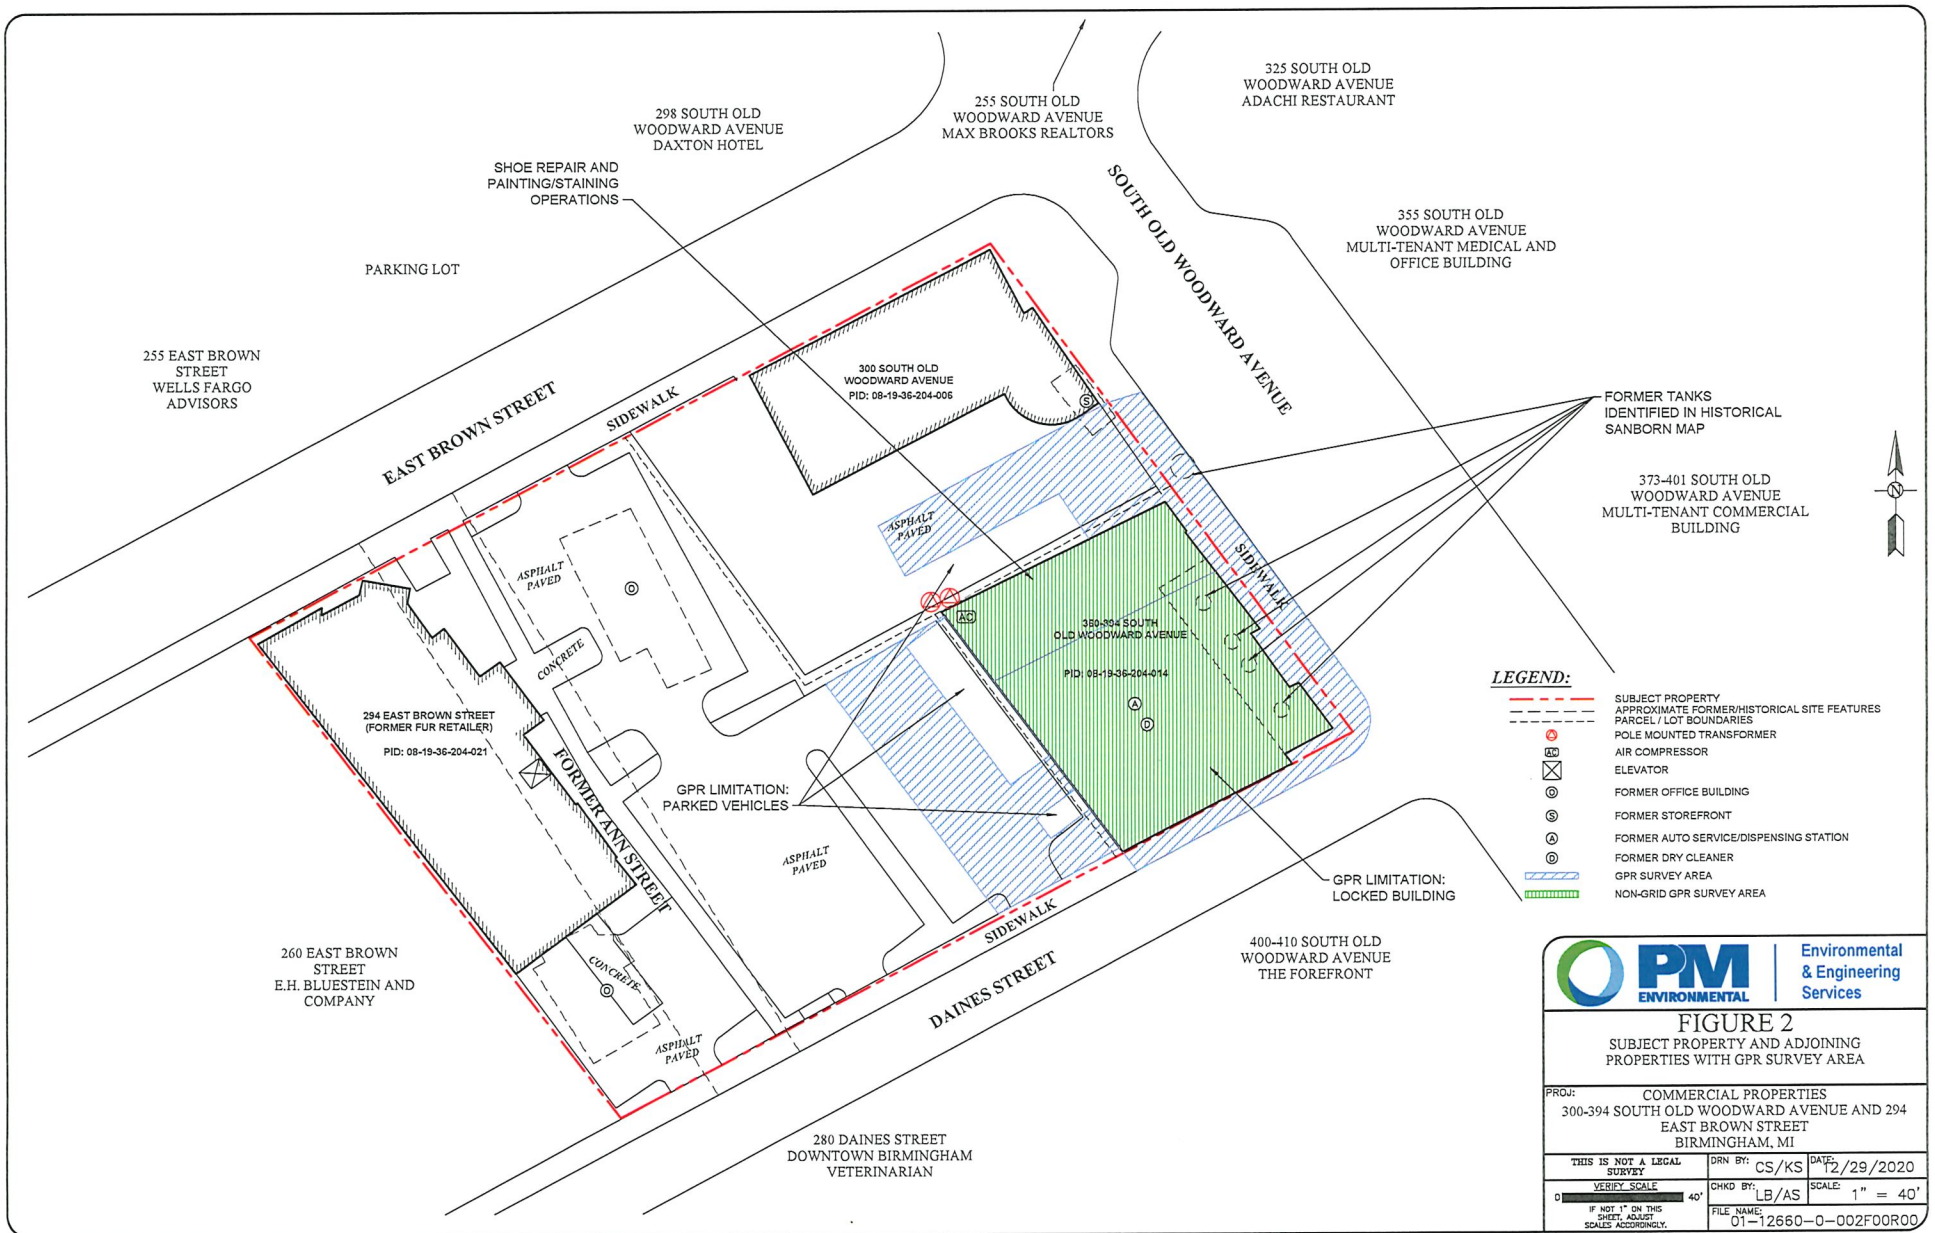 325 SOUTH OLD
WOODWARD AVENUE
ADACHI RESTAURANT
255 SOUTH OLD
WOODWARD AVENUE
MAX BROOKS REALTORS
298 SOUTH OLD
WOODWARD AVENUE
DAXTON HOTEL
SHOE REPAIR AND
PAINTING/STAINING
OPERATIONS
SOUTH OLD WOODWARD AVENUE
355 SOUTH OLD
WOODWARD AVENUE
MULTI-TENANT MEDICAL AND
OFFICE BUILDING
PARKING LOT
255 EAST BROWN
STREET
WELLS FARGO
ADVISORS
EAST BROWN STREET
SIDEWALK
300 SOUTH OLD
WOODWARD AVENUE
PID: 08-19-36-204-006
S
FORMER TANKS
IDENTIFIED IN HISTORICAL
SANBORN MAP
373-401 SOUTH OLD
WOODWARD AVENUE
MULTI-TENANT COMMERCIAL
BUILDING
N
ASPHALT
PAVED
ASPHALT
PAVED
O
SIDEWALK
AC
350-394 SOUTH
OLD WOODWARD AVENUE
PID: 08-19-36-204-014
A
D
CONCRETE
294 EAST BROWN STREET
(FORMER FUR RETAILER)
PID: 08-19-36-204-021
FORMER ANN STREET
GPR LIMITATION:
PARKED VEHICLES
ASPHALT
PAVED
GPR LIMITATION:
LOCKED BUILDING
SIDEWALK
DAINES STREET
400-410 SOUTH OLD
WOODWARD AVENUE
THE FOREFRONT
260 EAST BROWN
STREET
E.H. BLUESTEIN AND
COMPANY
CONCRETE
O
ASPHALT
PAVED
280 DAINES STREET
DOWNTOWN BIRMINGHAM
VETERINARIAN
LEGEND:
SUBJECT PROPERTY
APPROXIMATE FORMER/HISTORICAL SITE FEATURES
PARCEL / LOT BOUNDARIES
POLE MOUNTED TRANSFORMER
AC AIR COMPRESSOR
ELEVATOR
O FORMER OFFICE BUILDING
S FORMER STOREFRONT
A FORMER AUTO SERVICE/DISPENSING STATION
D FORMER DRY CLEANER
GPR SURVEY AREA
NON-GRID GPR SURVEY AREA
PM
ENVIRONMENTAL
Environmental
& Engineering
Services
FIGURE 2
SUBJECT PROPERTY AND ADJOINING
PROPERTIES WITH GPR SURVEY AREA
PROJ: COMMERCIAL PROPERTIES
300-394 SOUTH OLD WOODWARD AVENUE AND 294
EAST BROWN STREET
BIRMINGHAM, MI
THIS IS NOT A LEGAL
SURVEY
DRN BY: CS/KS
DATE: 12/29/2020
VERIFY SCALE
0 40'
IF NOT 1" ON THIS
SHEET, ADJUST
SCALES ACCORDINGLY.
CHKD BY: LB/AS
SCALE: 1" = 40'
FILE NAME:
01-12660-0-002F00R00